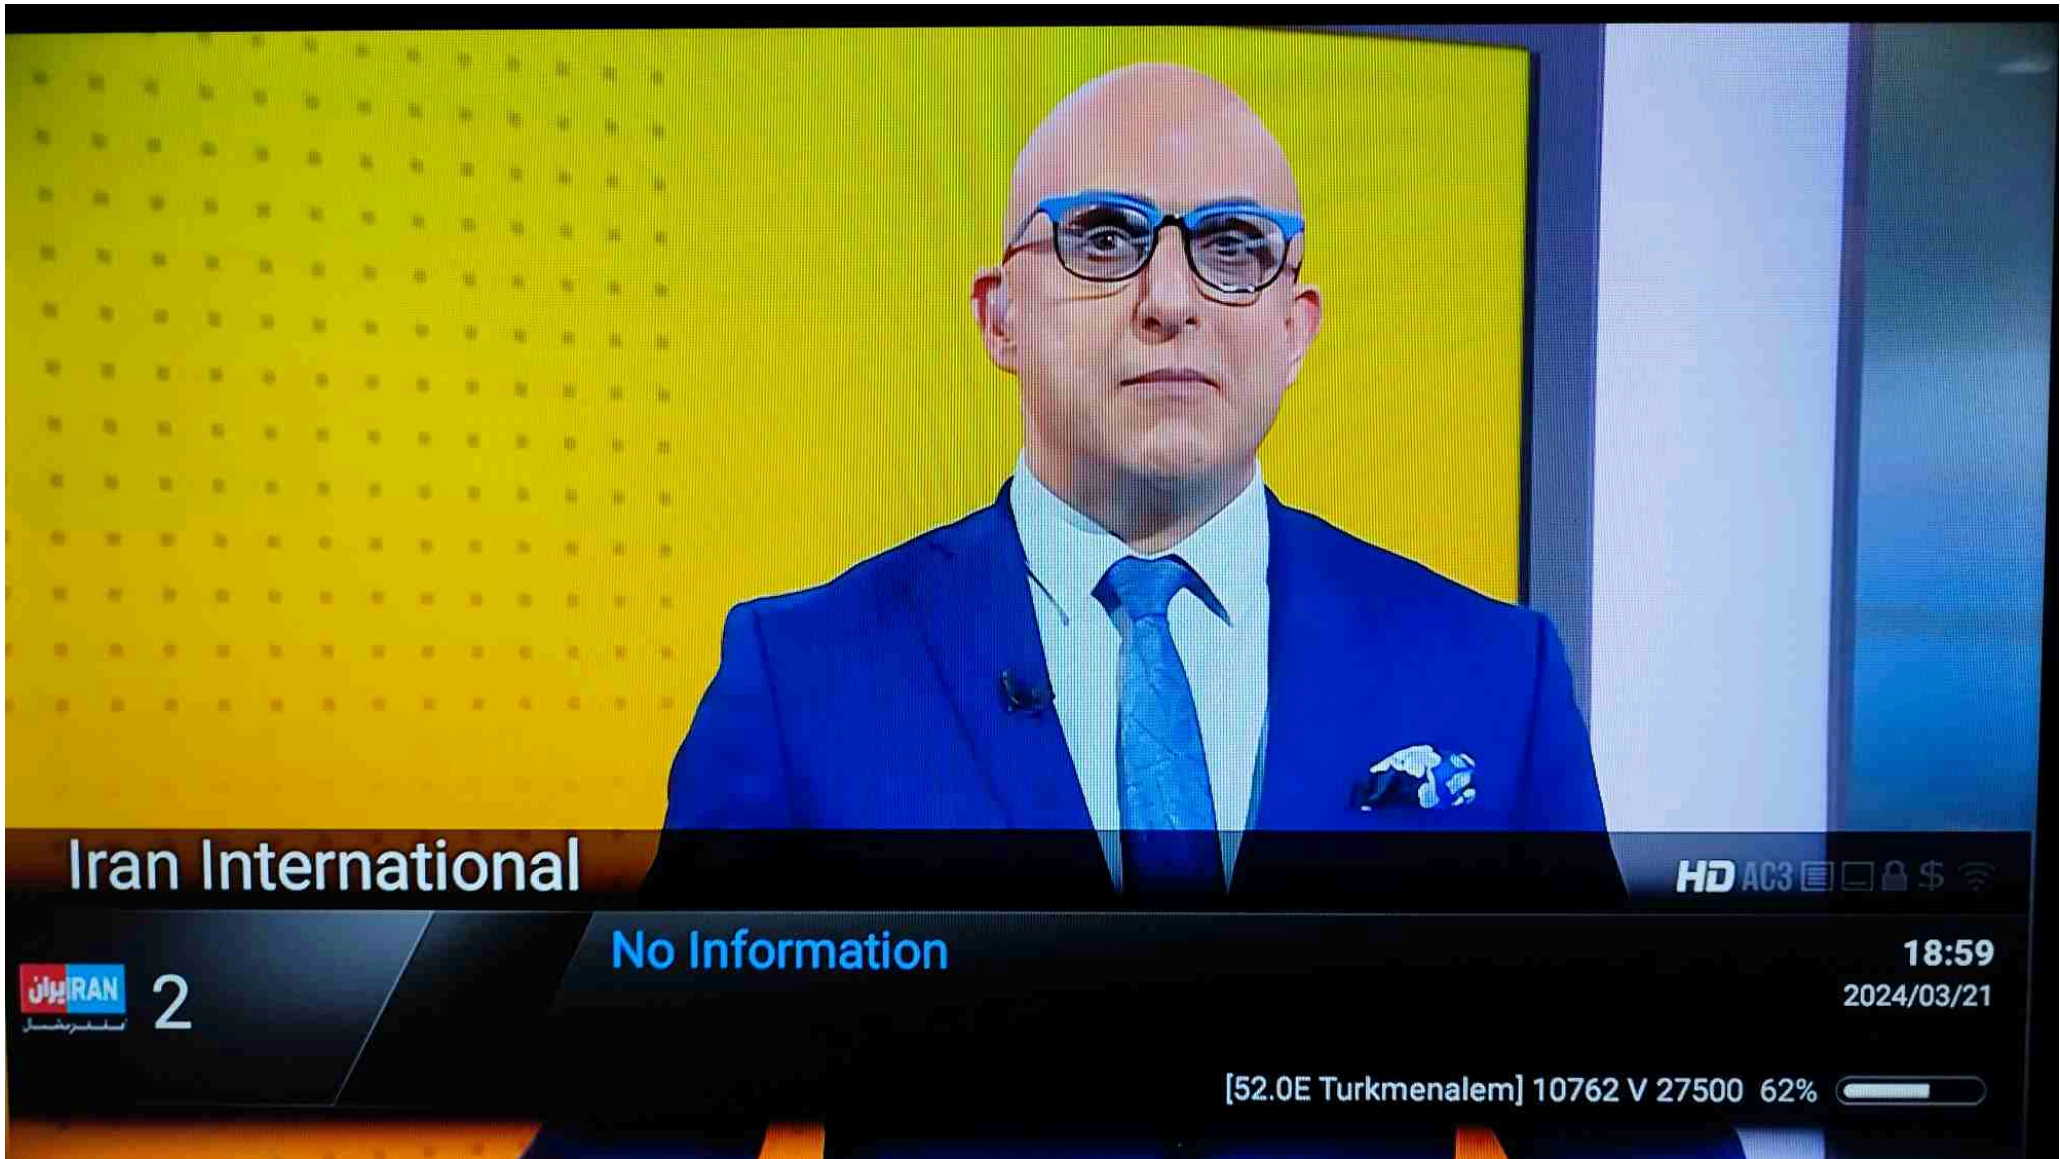 Iran International
HD AC3 $
ایران IRAN
اینترنشنال
2
No Information
18:59
2024/03/21
[52.0E Turkmenalem] 10762 V 27500 62%